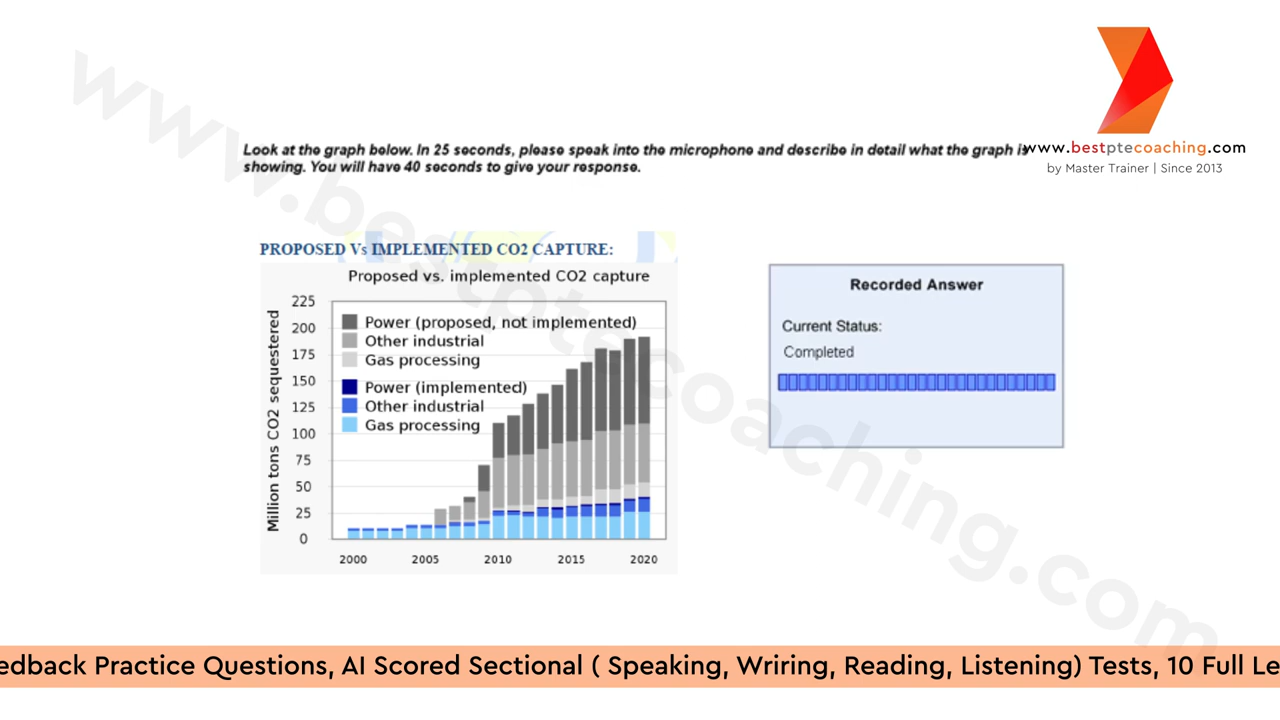 Look at the graph below. In 25 seconds, please speak into the microphone and describe in detail what the graph is
showing. You will have 40 seconds to give your response.
www.bestptecoaching.com
by Master Trainer | Since 2013
PROPOSED Vs IMPLEMENTED CO2 CAPTURE:
Proposed vs. implemented CO2 capture
Million tons CO2 sequestered
225
200
175
150
125
100
75
50
25
0
Power (proposed, not implemented)
Other industrial
Gas processing
Power (implemented)
Other industrial
Gas processing
2000 2005 2010 2015 2020
Recorded Answer
Current Status:
Completed
www.bestptecoaching.com
edback Practice Questions, AI Scored Sectional ( Speaking, Wriring, Reading, Listening) Tests, 10 Full Le